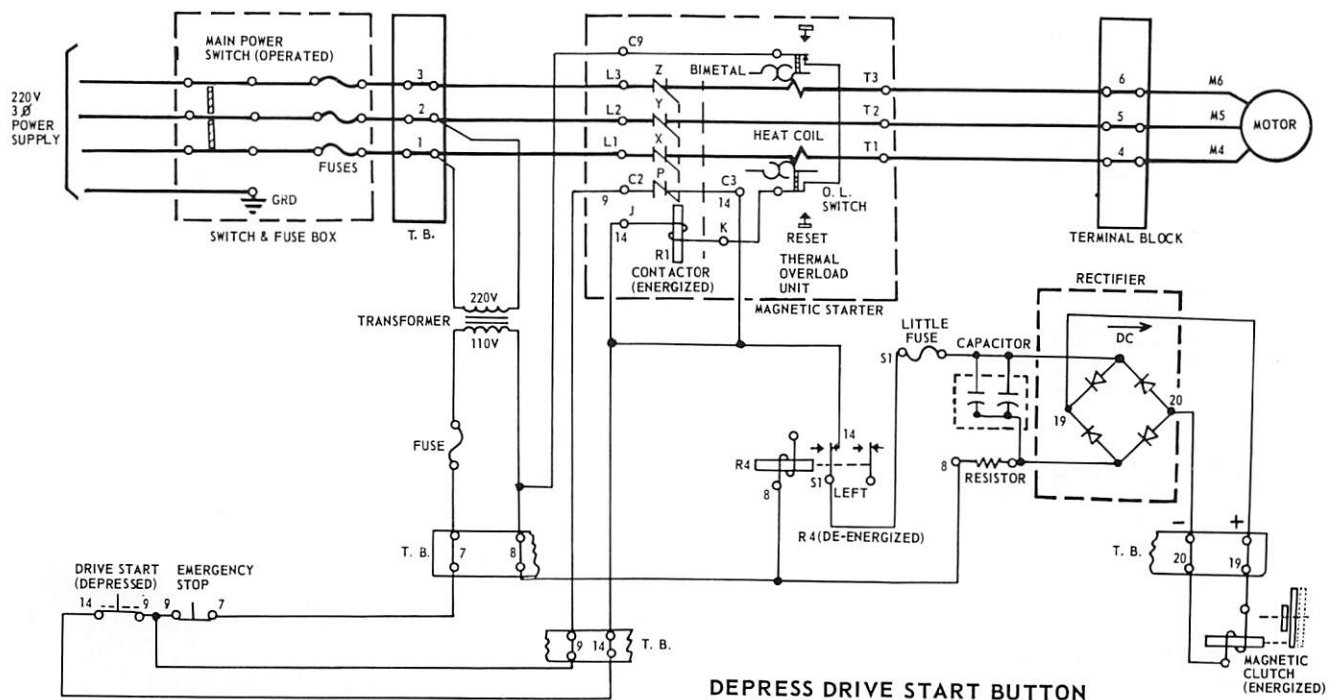 220V
3Ø
POWER
SUPPLY
MAIN POWER
SWITCH (OPERATED)
FUSES
GRD
SWITCH & FUSE BOX
3
2
1
T. B.
C9
L3
Z
BIMETAL
T3
L2
Y
T2
X
HEAT COIL
L1
T1
P
C2
C3
9
14
O. L.
SWITCH
J
14
K
R1
RESET
CONTACTOR
(ENERGIZED)
THERMAL
OVERLOAD
UNIT
MAGNETIC STARTER
6
5
4
M6
M5
M4
MOTOR
TERMINAL BLOCK
TRANSFORMER
220V
110V
FUSE
LITTLE
FUSE
S1
CAPACITOR
RECTIFIER
DC
19
20
14
R4
8
S1
LEFT
R4 (DE-ENERGIZED)
8
RESISTOR
T. B.
7
8
- +
T. B.
20
19
DRIVE START
(DEPRESSED)
EMERGENCY
STOP
14
9
9
7
9
14
T. B.
MAGNETIC
CLUTCH
(ENERGIZED)
DEPRESS DRIVE START BUTTON